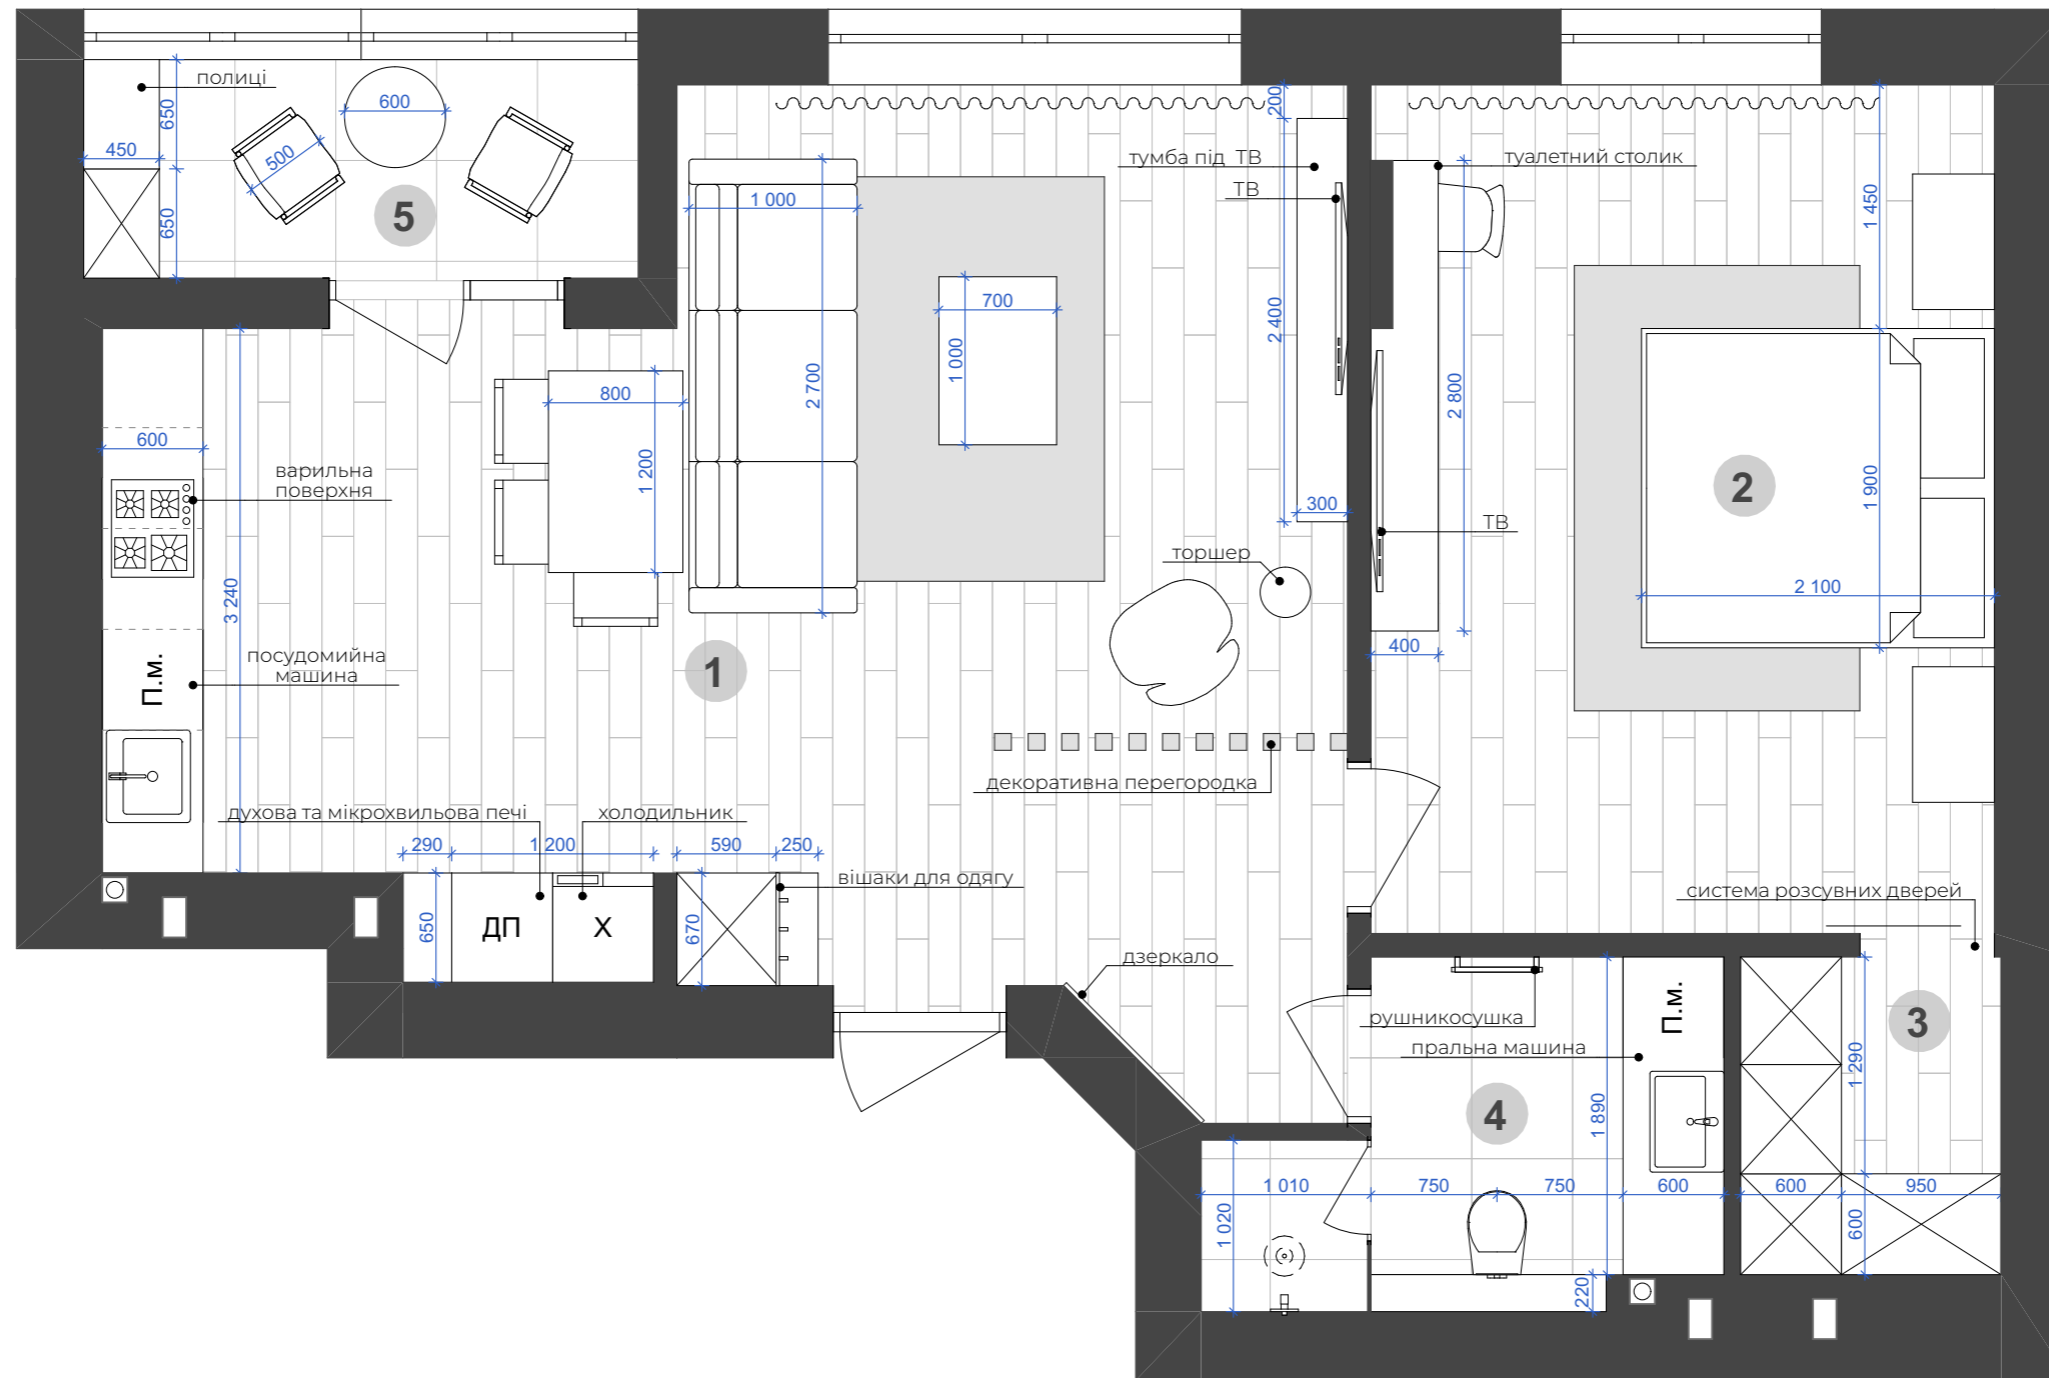 полиці
600
650
450
500
650
5
1 000
700
1 000
2 700
200
тумба під ТВ
ТВ
2 400
300
туалетний столик
1 450
2 800
2
1 900
ТВ
2 100
400
800
1 200
600
варильна
поверхня
3 240
торшер
П.м.
посудомийна
машина
1
декоративна перегородка
духова та мікрохвильова печі
холодильник
290
1 200
590
250
вішаки для одягу
650
ДП
Х
670
дзеркало
система розсувних дверей
рушникосушка
П.м.
пральна машина
3
1 290
4
1 890
1 010
750
750
600
600
950
1 020
220
600